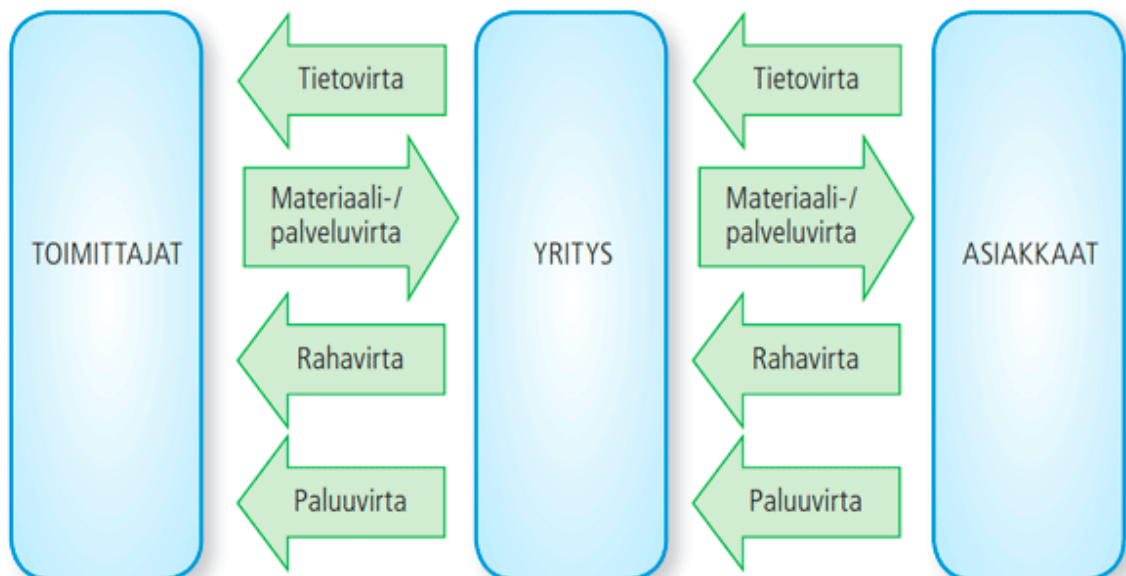 Tietovirta
Tietovirta
Materiaali-/
palveluvirta
Materiaali-/
palveluvirta
TOIMITTAJAT
YRITYS
ASIAKKAAT
Rahavirta
Rahavirta
Paluuvirta
Paluuvirta